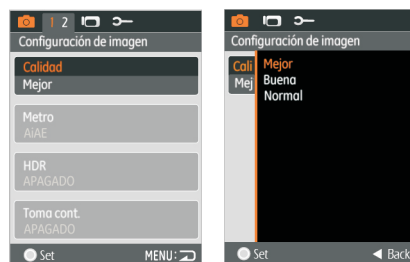 1 2
Configuración de imagen
Calidad
Mejor
Metro
AiAE
HDR
APAGADO
Toma cont.
APAGADO
Set MENU:
Configuración de imagen
Cali
Mej
Mejor
Buena
Normal
Set Back